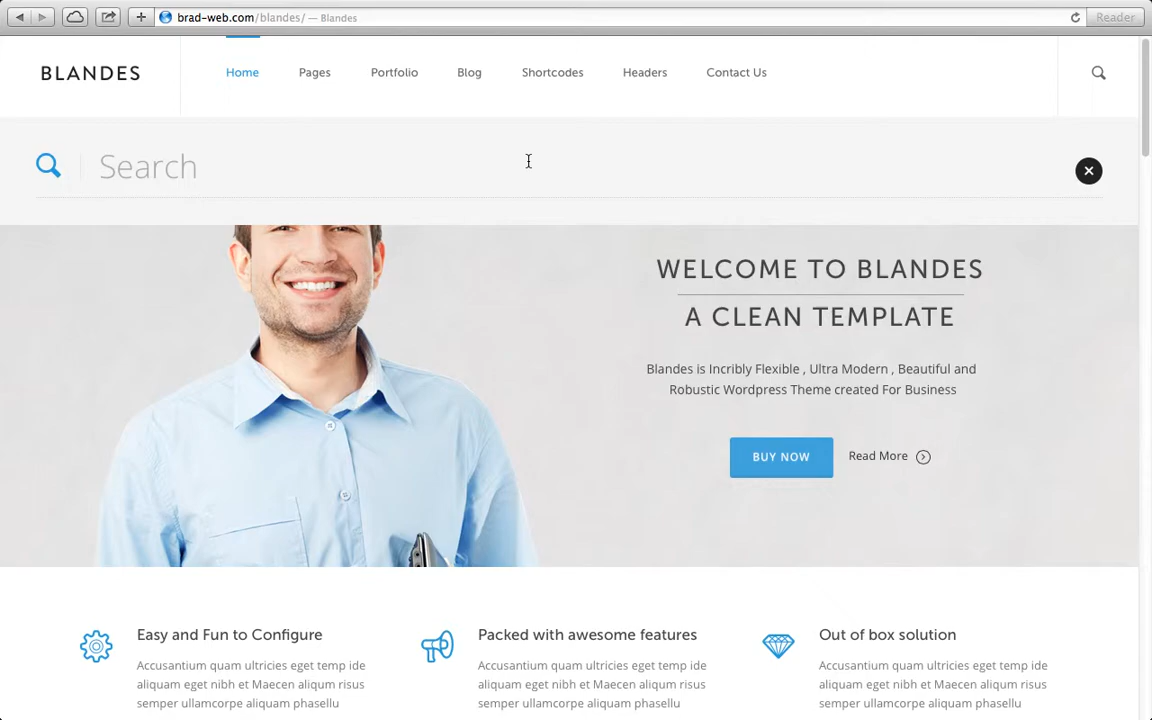 brad-web.com/blandes/ — Blandes
Reader
BLANDES
Home
Pages
Portfolio
Blog
Shortcodes
Headers
Contact Us
Search
WELCOME TO BLANDES
A CLEAN TEMPLATE
Blandes is Incribly Flexible , Ultra Modern , Beautiful and
Robustic Wordpress Theme created For Business
BUY NOW
Read More
Easy and Fun to Configure
Accusantium quam ultricies eget temp ide
aliquam eget nibh et Maecen aliqum risus
semper ullamcorpe aliquam phasellu
Packed with awesome features
Accusantium quam ultricies eget temp ide
aliquam eget nibh et Maecen aliqum risus
semper ullamcorpe aliquam phasellu
Out of box solution
Accusantium quam ultricies eget temp ide
aliquam eget nibh et Maecen aliqum risus
semper ullamcorpe aliquam phasellu